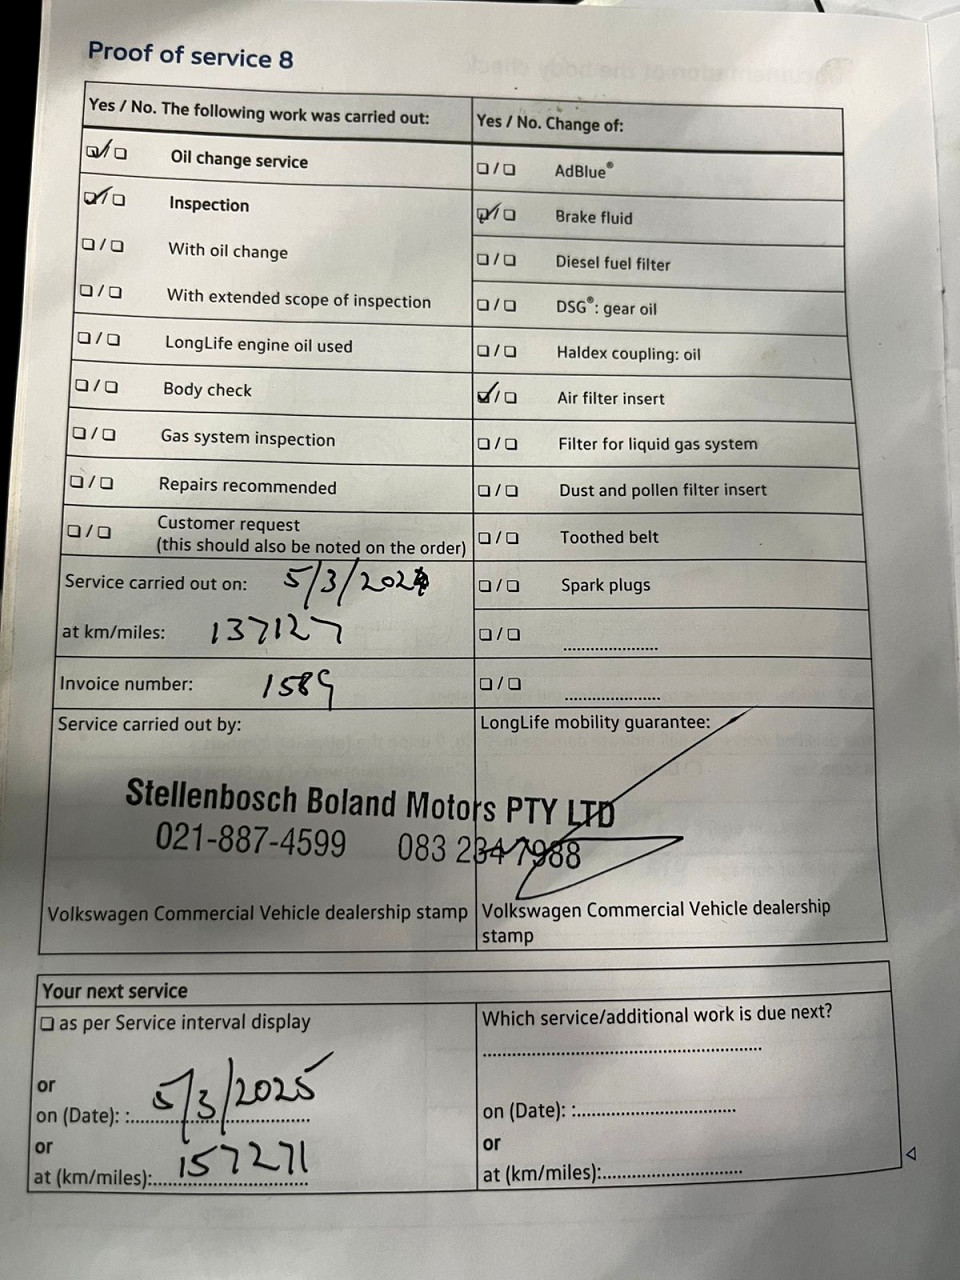 Proof of service 8
Yes / No. The following work was carried out:
☑/☐ Oil change service
☑/☐ Inspection
☐/☐ With oil change
☐/☐ With extended scope of inspection
☐/☐ LongLife engine oil used
☐/☐ Body check
☐/☐ Gas system inspection
☐/☐ Repairs recommended
☐/☐ Customer request
(this should also be noted on the order)
Service carried out on: 5/3/2024
at km/miles: 137127
Invoice number: 1589
Service carried out by:
Yes / No. Change of:
☐/☐ AdBlue®
☑/☐ Brake fluid
☐/☐ Diesel fuel filter
☐/☐ DSG®: gear oil
☐/☐ Haldex coupling: oil
☑/☐ Air filter insert
☐/☐ Filter for liquid gas system
☐/☐ Dust and pollen filter insert
☐/☐ Toothed belt
☐/☐ Spark plugs
☐/☐ ......................
☐/☐ ......................
LongLife mobility guarantee:
Stellenbosch Boland Motors PTY LTD
021-887-4599 083 234 7988
Volkswagen Commercial Vehicle dealership stamp
Volkswagen Commercial Vehicle dealership
stamp
Your next service
☐ as per Service interval display
or
on (Date): :5/3/2025
or
at (km/miles):157271
Which service/additional work is due next?
..............................................................
on (Date): :...................................
or
at (km/miles):...............................